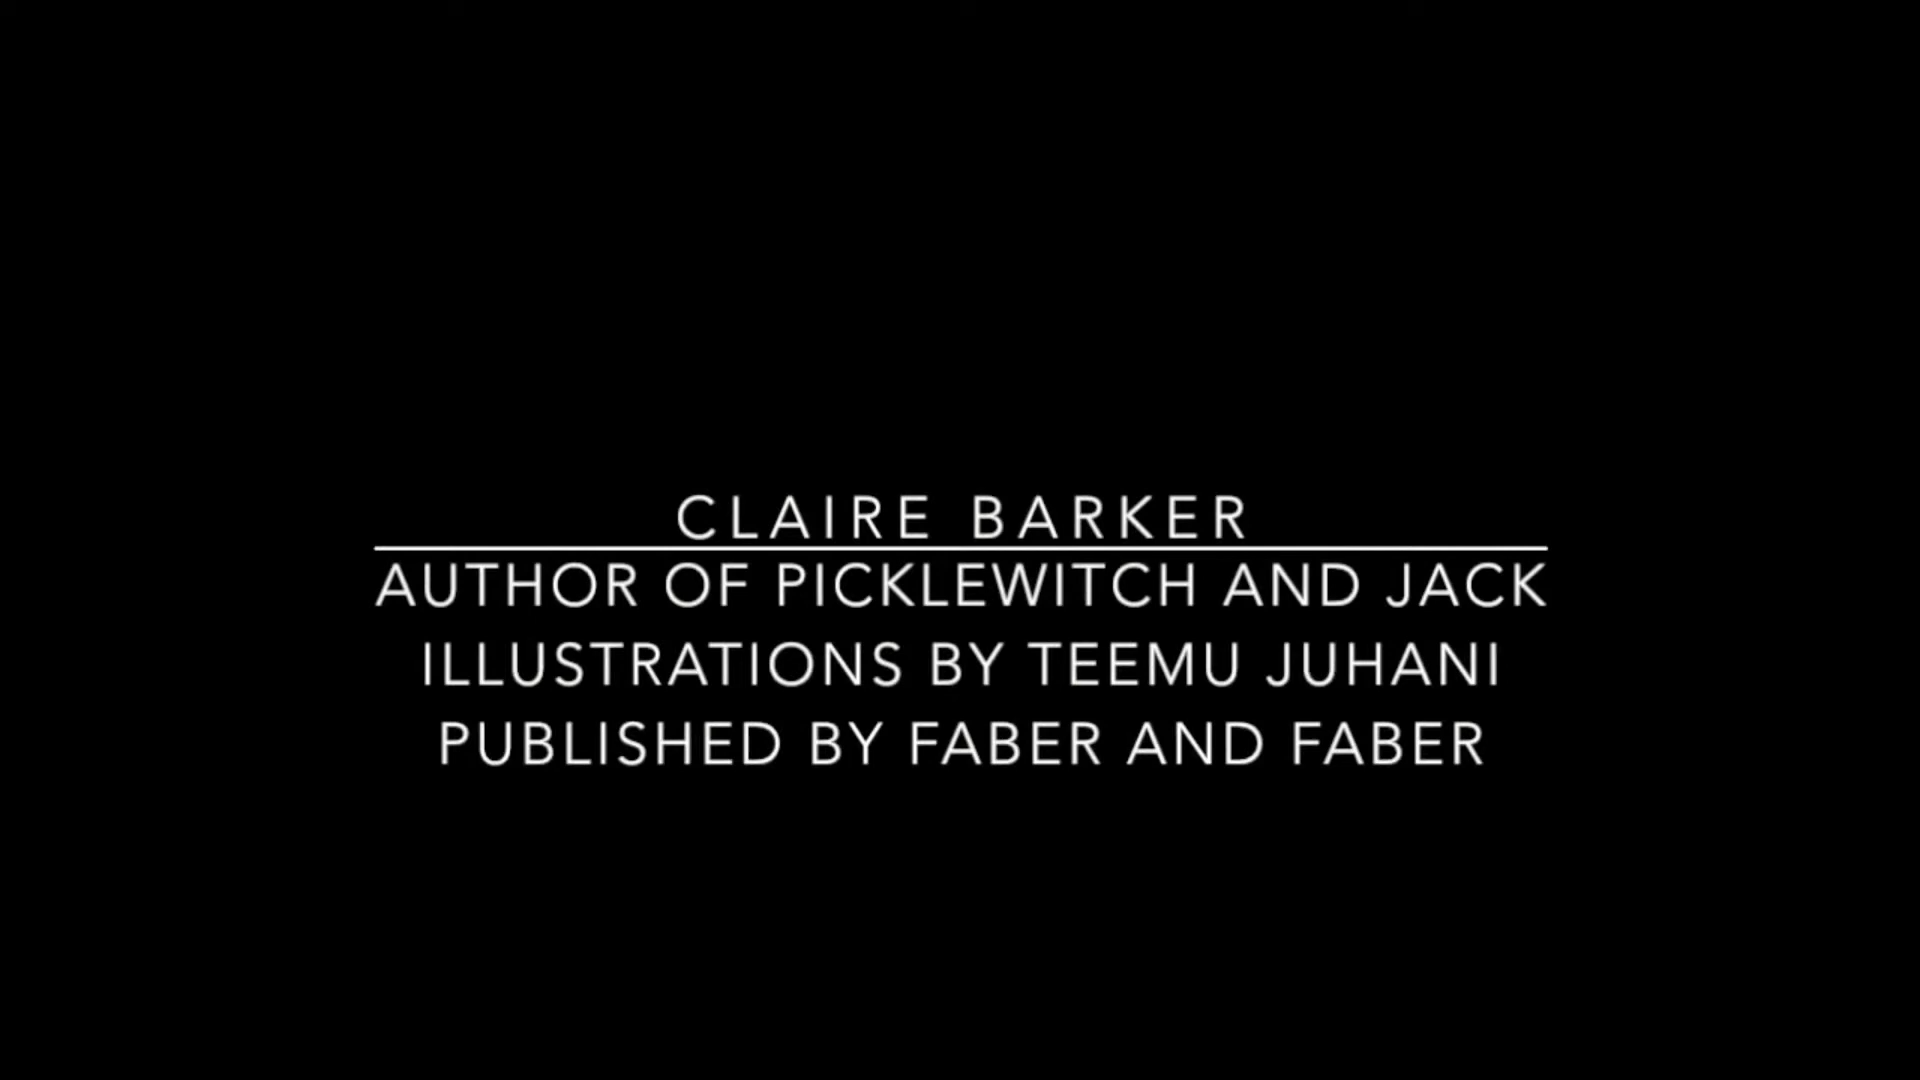 CLAIRE BARKER
AUTHOR OF PICKLEWITCH AND JACK
ILLUSTRATIONS BY TEEMU JUHANI
PUBLISHED BY FABER AND FABER